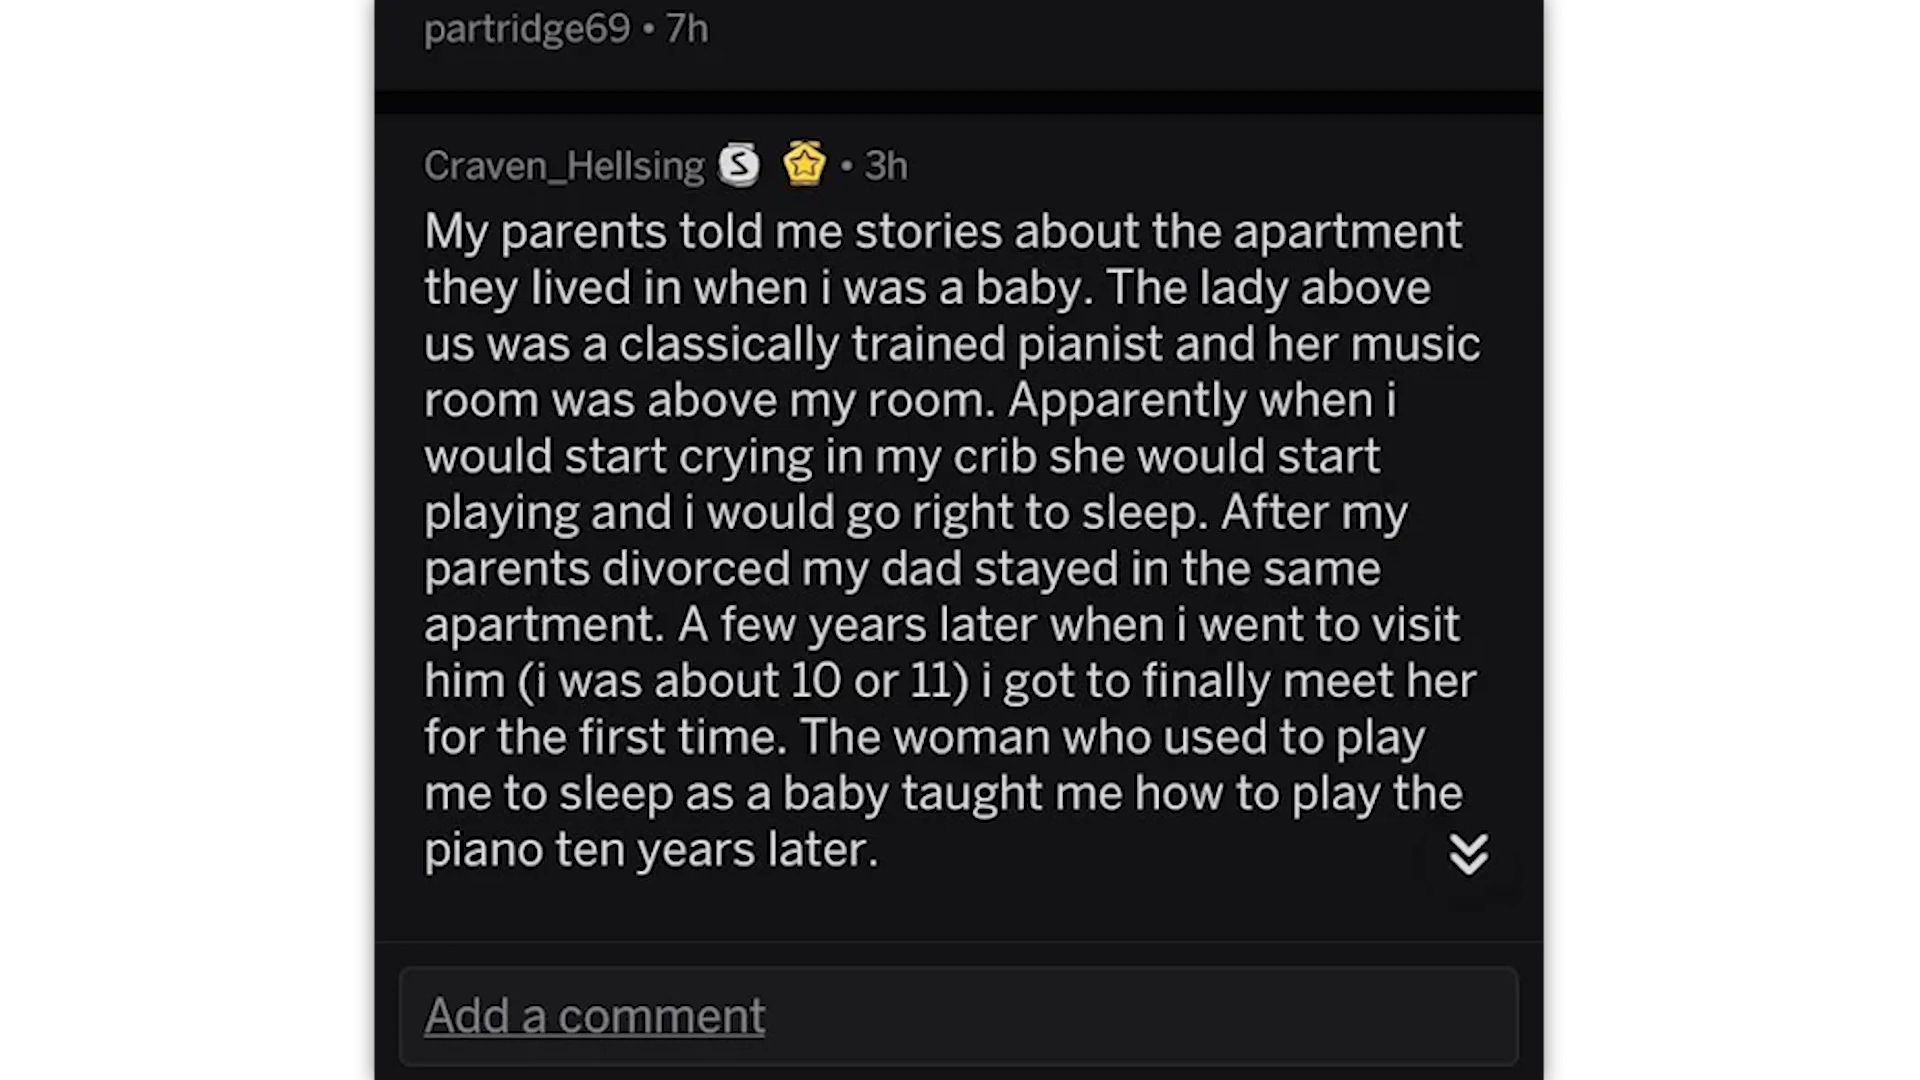 partridge69 • 7h
Craven_Hellsing S • 3h
My parents told me stories about the apartment
they lived in when i was a baby. The lady above
us was a classically trained pianist and her music
room was above my room. Apparently when i
would start crying in my crib she would start
playing and i would go right to sleep. After my
parents divorced my dad stayed in the same
apartment. A few years later when i went to visit
him (i was about 10 or 11) i got to finally meet her
for the first time. The woman who used to play
me to sleep as a baby taught me how to play the
piano ten years later.
Add a comment